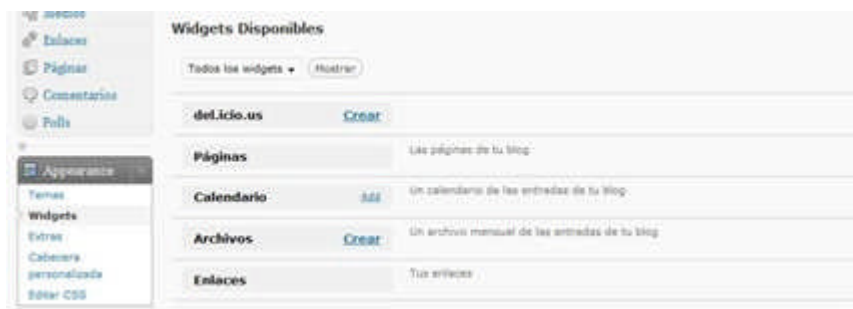 Medios
Enlaces
Páginas
Comentarios
Polls
Appearance
Temas
Widgets
Extras
Cabecera
personalizada
Editar CSS
Widgets Disponibles
Todos los widgets Mostrar
del.icio.us Crear
Páginas Las páginas de tu blog
Calendario Add Un calendario de las entradas de tu blog
Archivos Crear Un archivo mensual de las entradas de tu blog
Enlaces Tus enlaces